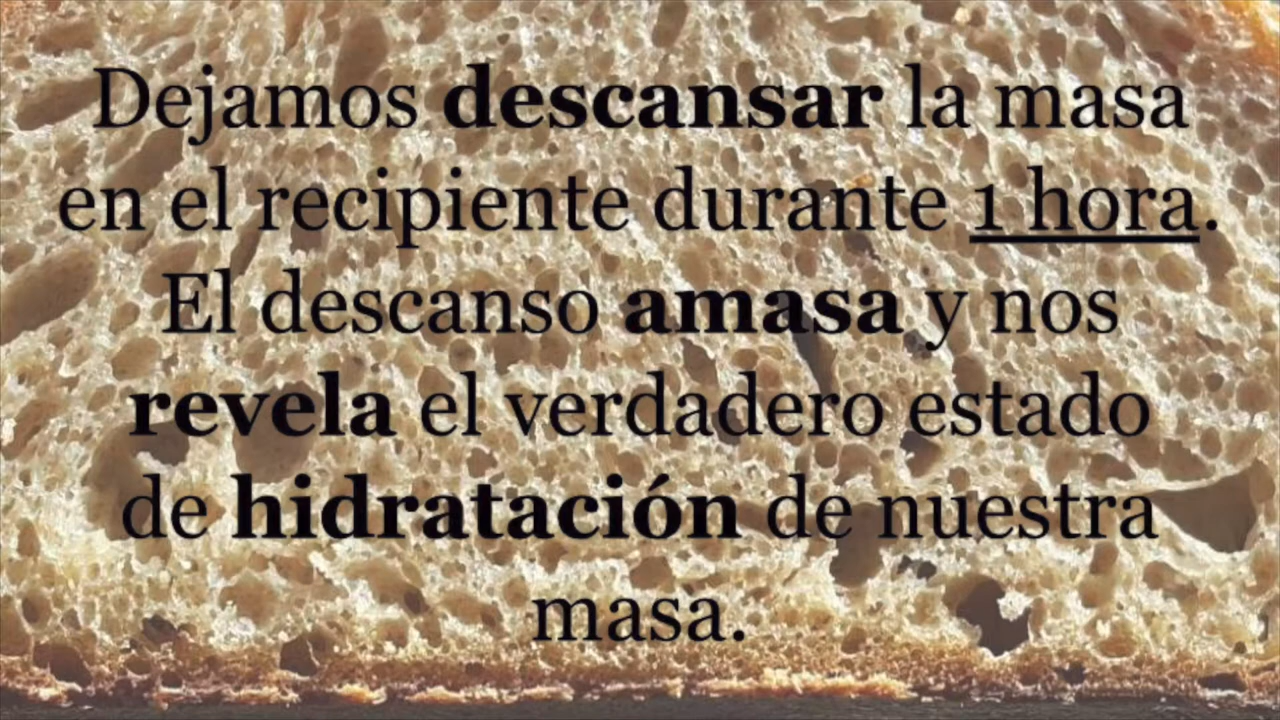 Dejamos descansar la masa
en el recipiente durante 1 hora.
El descanso amasa y nos
revela el verdadero estado
de hidratación de nuestra
masa.